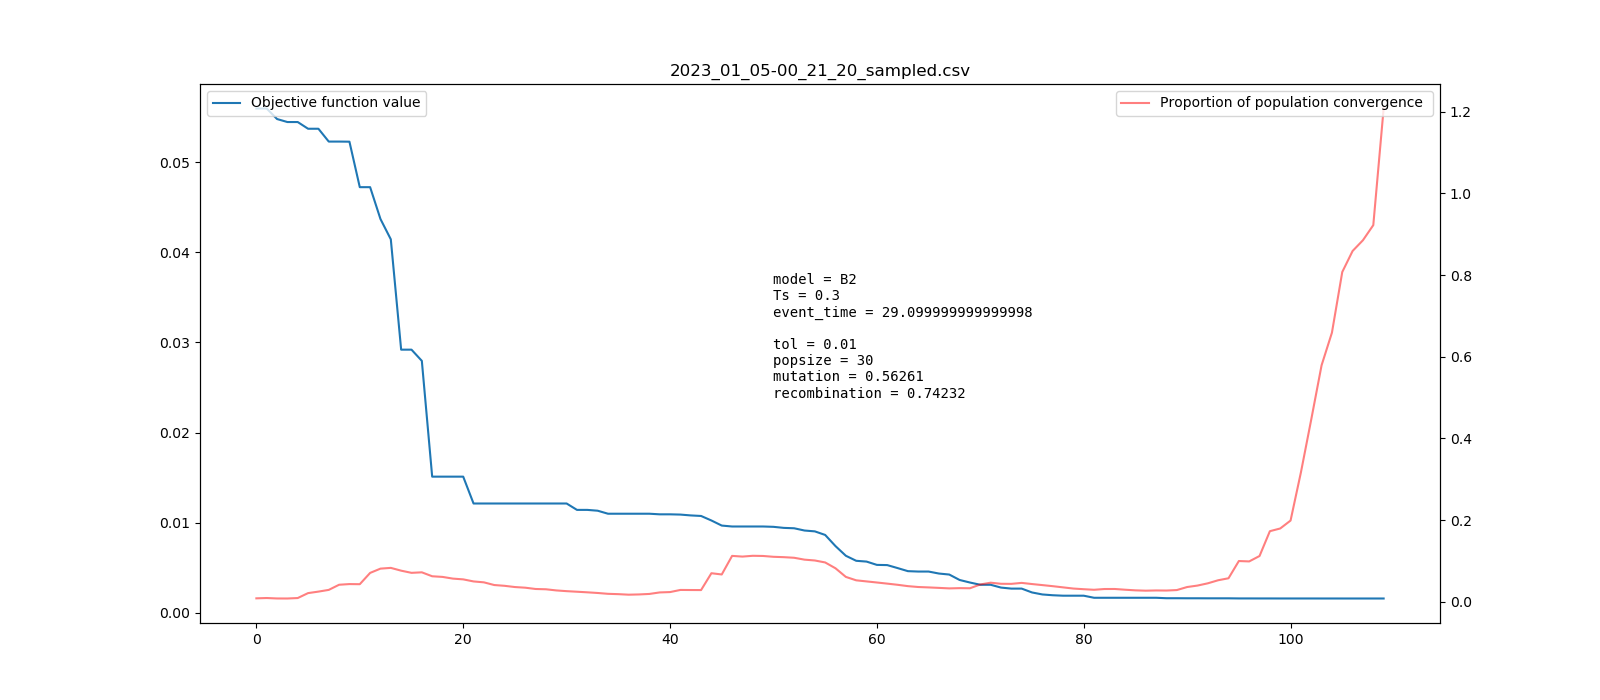 2023_01_05-00_21_20_sampled.csv
Objective function value
Proportion of population convergence
0.05
0.04
0.03
0.02
0.01
0.00
model = B2
Ts = 0.3
event_time = 29.099999999999998
tol = 0.01
popsize = 30
mutation = 0.56261
recombination = 0.74232
1.2
1.0
0.8
0.6
0.4
0.2
0.0
0 20 40 60 80 100